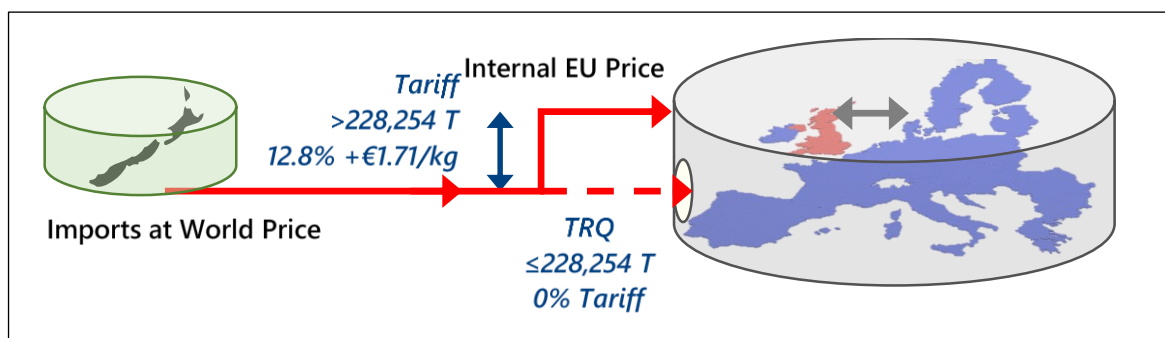 Internal EU Price
Tariff
>228,254 T
12.8% +€1.71/kg
Imports at World Price
TRQ
≤228,254 T
0% Tariff